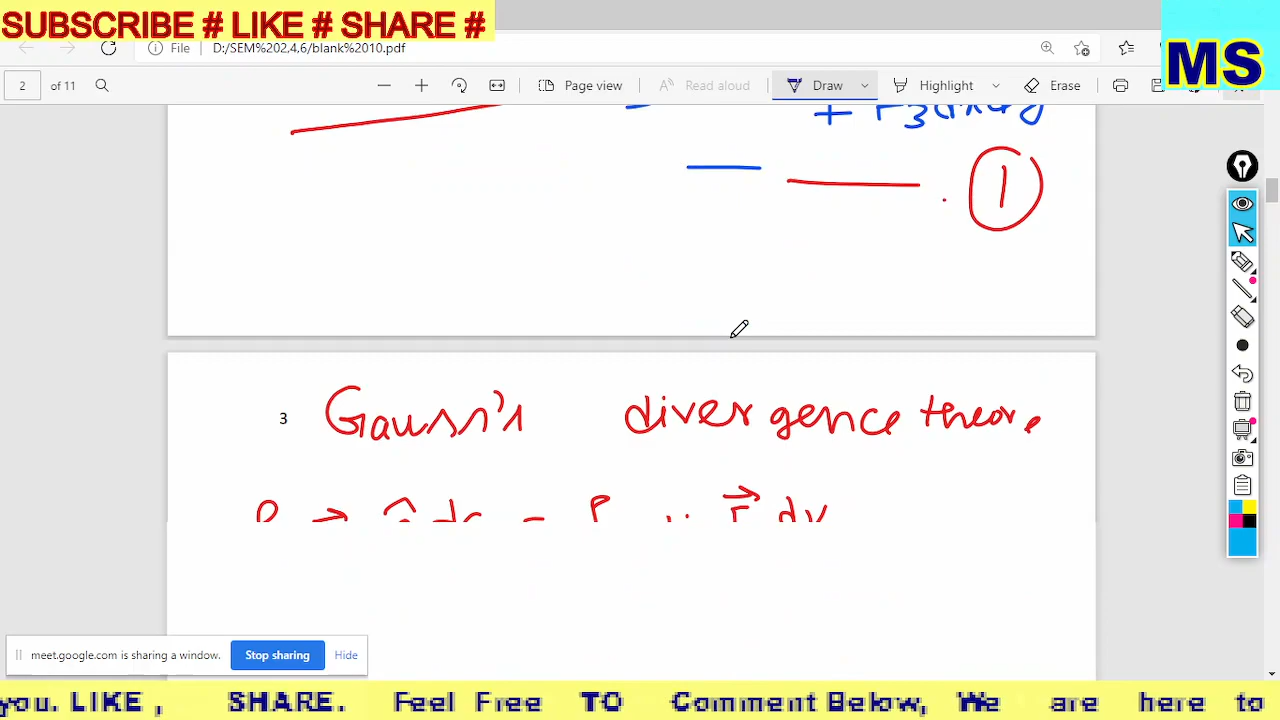 SUBSCRIBE # LIKE # SHARE #
MS
File D:/SEM%202,4,6/blank%2010.pdf
2 of 11 Page view Read aloud Draw Highlight Erase
1
3 Gauss's divergence theore
meet.google.com is sharing a window. Stop sharing Hide
you. LIKE , SHARE. Feel Free TO Comment Below, We are here to